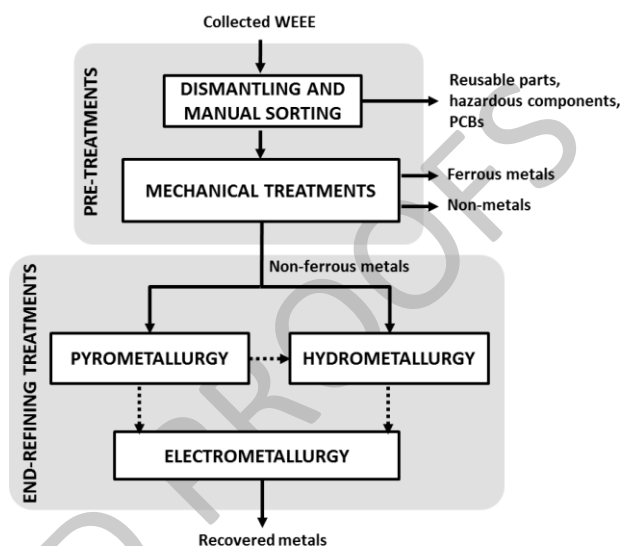 Collected WEEE
PRE-TREATMENTS
DISMANTLING AND
MANUAL SORTING
Reusable parts,
hazardous components,
PCBs
MECHANICAL TREATMENTS
Ferrous metals
Non-metals
END-REFINING TREATMENTS
Non-ferrous metals
PYROMETALLURGY
HYDROMETALLURGY
ELECTROMETALLURGY
Recovered metals
D PROOFS